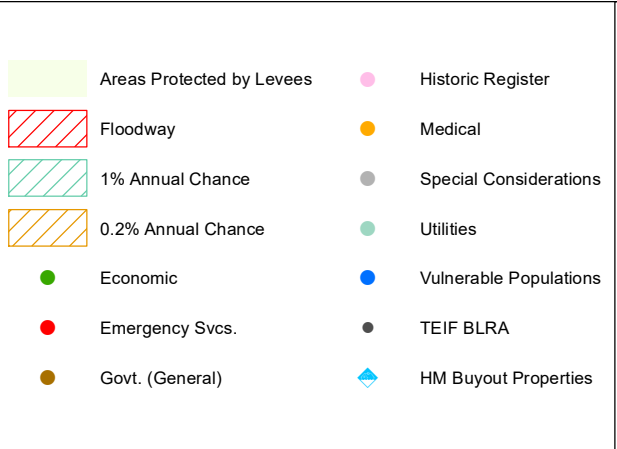 Areas Protected by Levees
Floodway
1% Annual Chance
0.2% Annual Chance
Economic
Emergency Svcs.
Govt. (General)
Historic Register
Medical
Special Considerations
Utilities
Vulnerable Populations
TEIF BLRA
HM Buyout Properties